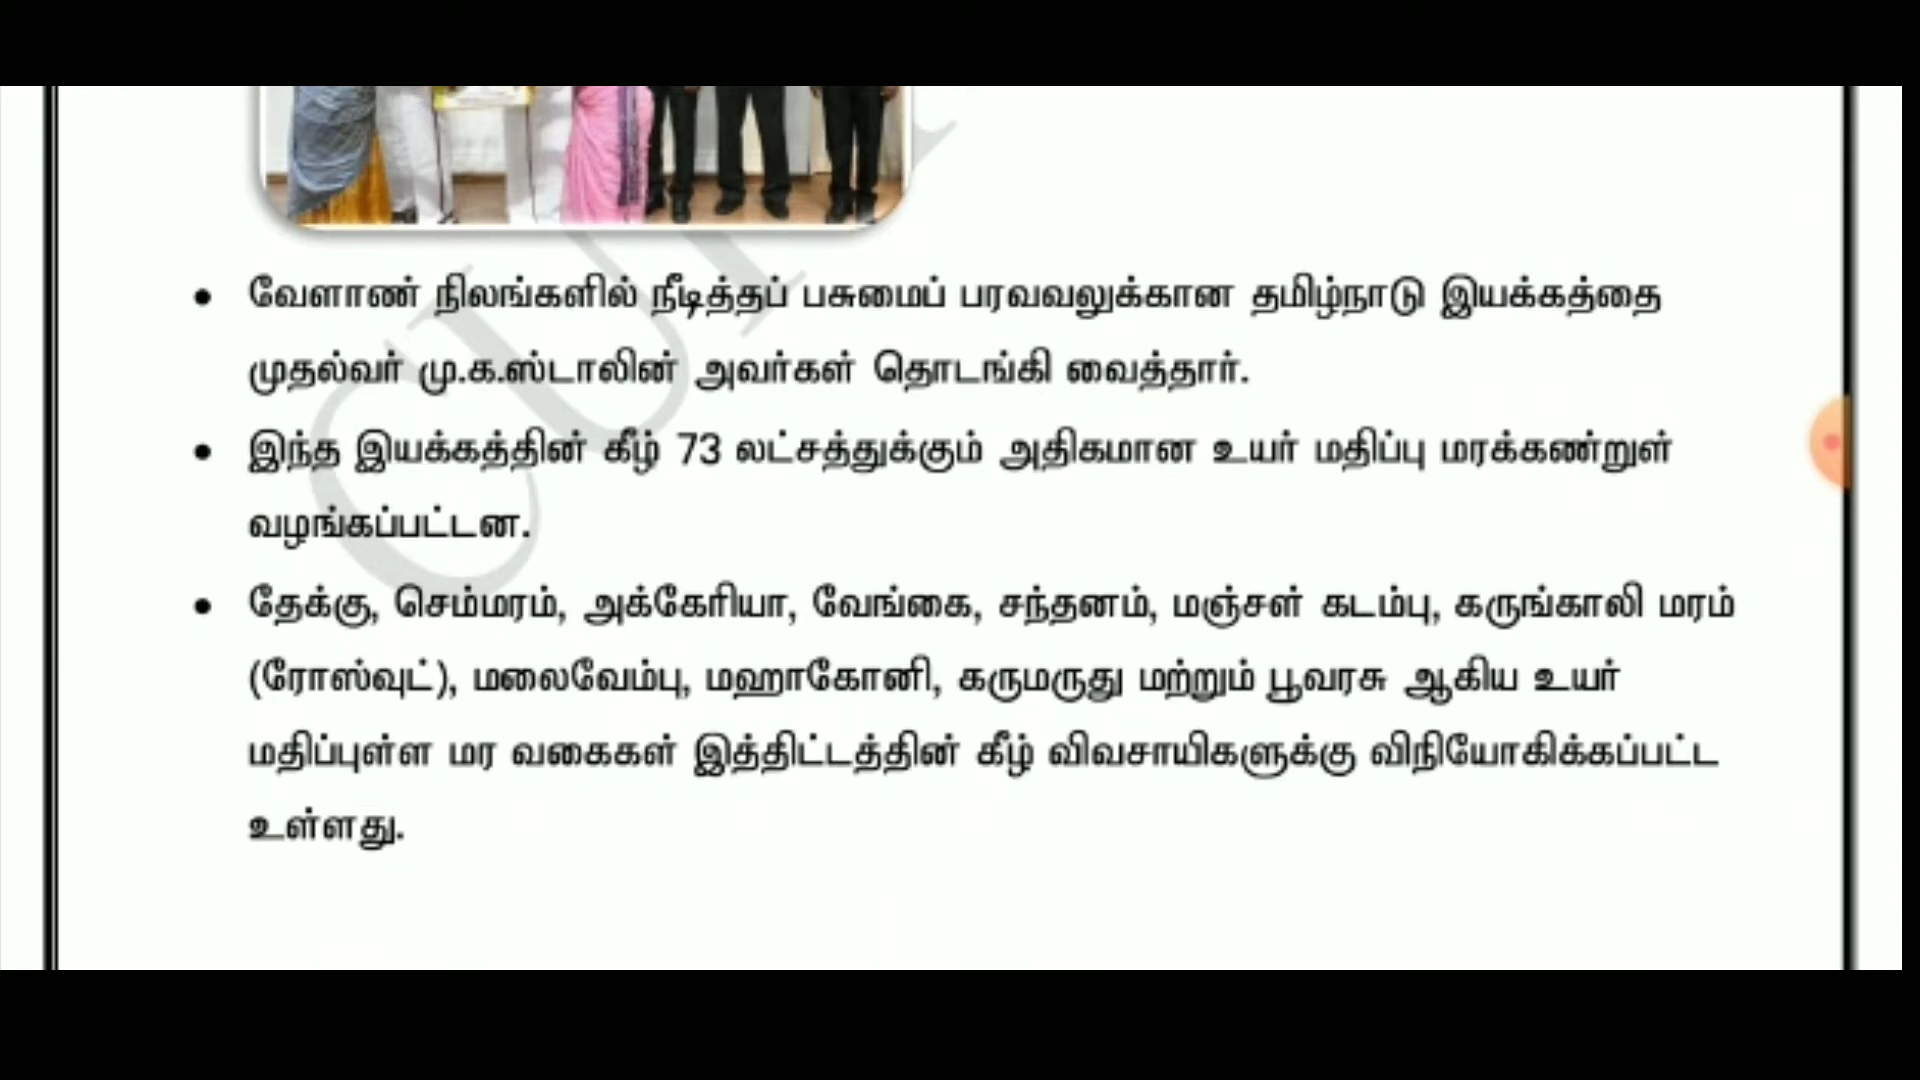 வேளாண் நிலங்களில் நீடித்தப் பசுமைப் பரவவலுக்கான தமிழ்நாடு இயக்கத்தை
முதல்வர் மு.க.ஸ்டாலின் அவர்கள் தொடங்கி வைத்தார்.
இந்த இயக்கத்தின் கீழ் 73 லட்சத்துக்கும் அதிகமான உயர் மதிப்பு மரக்கண்றுள்
வழங்கப்பட்டன.
தேக்கு, செம்மரம், அக்கேரியா, வேங்கை, சந்தனம், மஞ்சள் கடம்பு, கருங்காலி மரம்
(ரோஸ்வுட்), மலைவேம்பு, மஹாகோனி, கருமருது மற்றும் பூவரசு ஆகிய உயர்
மதிப்புள்ள மர வகைகள் இத்திட்டத்தின் கீழ் விவசாயிகளுக்கு விநியோகிக்கப்பட்ட
உள்ளது.